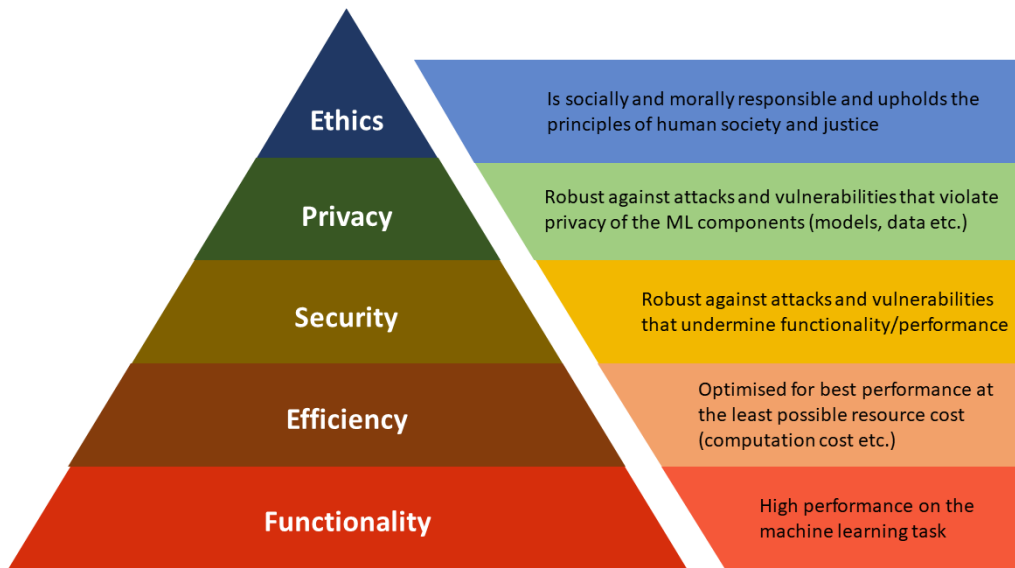 Ethics
Is socially and morally responsible and upholds the
principles of human society and justice
Privacy
Robust against attacks and vulnerabilities that violate
privacy of the ML components (models, data etc.)
Security
Robust against attacks and vulnerabilities
that undermine functionality/performance
Efficiency
Optimised for best performance at
the least possible resource cost
(computation cost etc.)
Functionality
High performance on the
machine learning task